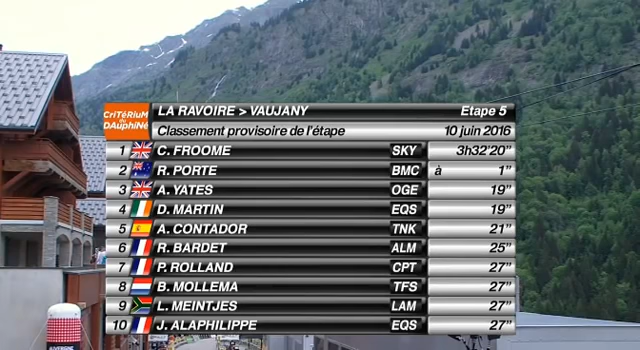 CRITÉRIUM
DU
DAUPHINÉ
LA RAVOIRE > VAUJANY Etape 5
Classement provisoire de l'étape 10 juin 2016
1 C. FROOME SKY 3h32'20"
2 R. PORTE BMC à 1"
3 A. YATES OGE 19"
4 D. MARTIN EQS 19"
5 A. CONTADOR TNK 21"
6 R. BARDET ALM 25"
7 P. ROLLAND CPT 27"
8 B. MOLLEMA TFS 27"
9 L. MEINTJES LAM 27"
10 J. ALAPHILIPPE EQS 27"